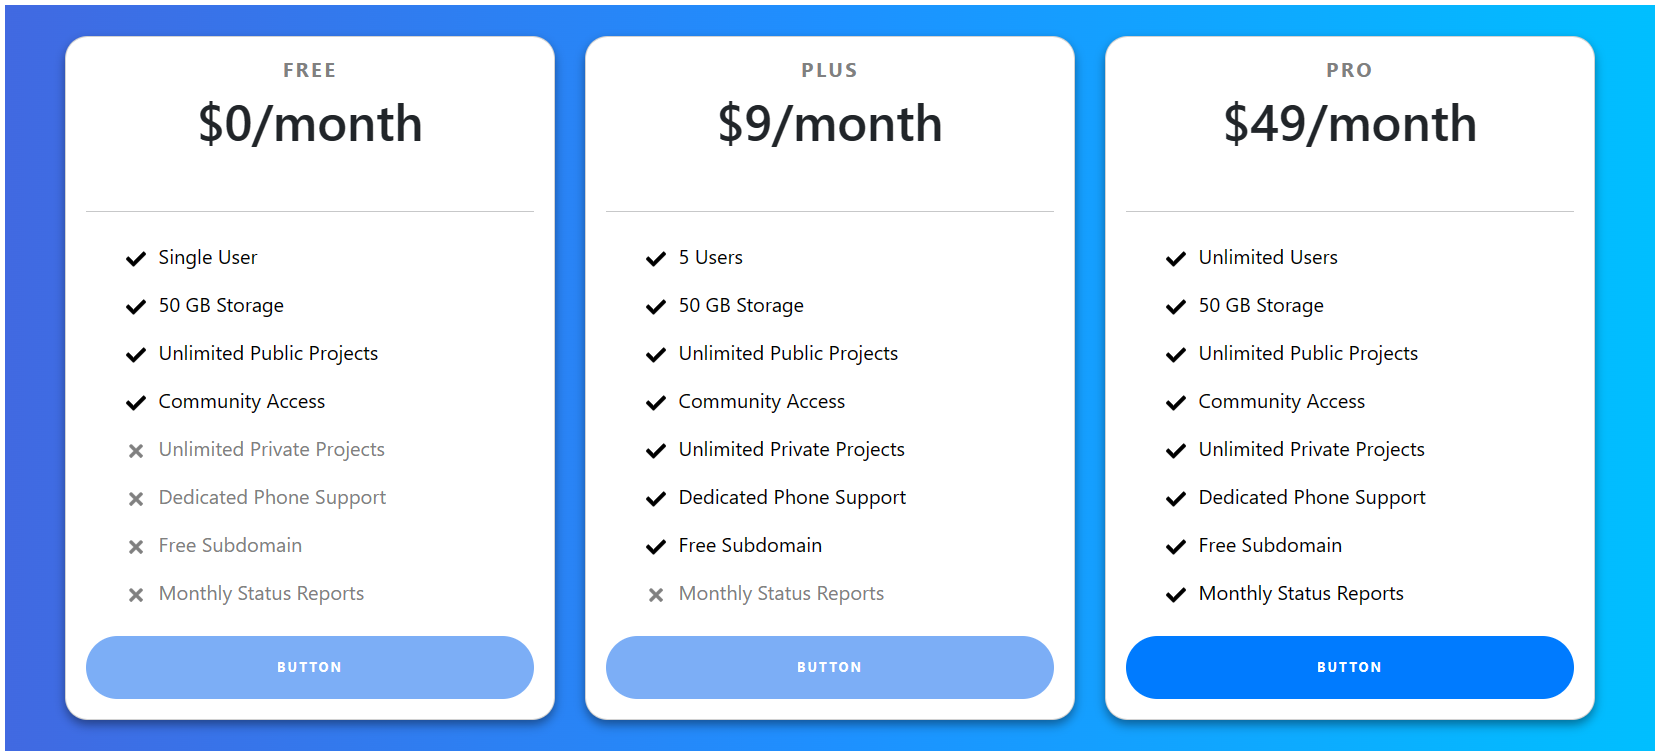 FREE
$0/month
Single User
50 GB Storage
Unlimited Public Projects
Community Access
Unlimited Private Projects
Dedicated Phone Support
Free Subdomain
Monthly Status Reports
BUTTON
PLUS
$9/month
5 Users
50 GB Storage
Unlimited Public Projects
Community Access
Unlimited Private Projects
Dedicated Phone Support
Free Subdomain
Monthly Status Reports
BUTTON
PRO
$49/month
Unlimited Users
50 GB Storage
Unlimited Public Projects
Community Access
Unlimited Private Projects
Dedicated Phone Support
Free Subdomain
Monthly Status Reports
BUTTON